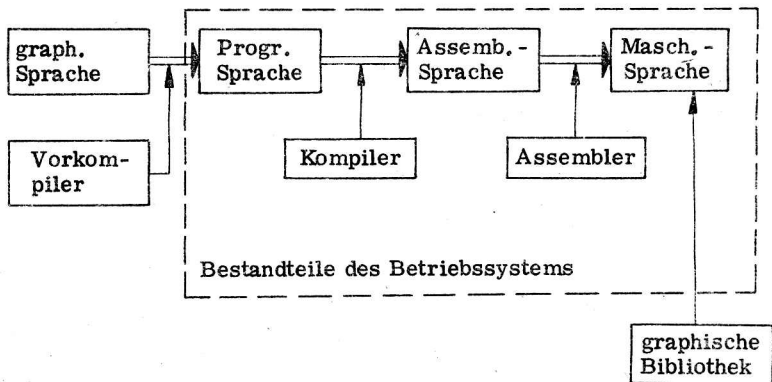 graph.
Sprache
Progr.
Sprache
Assemb.-
Sprache
Masch.-
Sprache
Vorkom-
piler
Kompiler
Assembler
Bestandteile des Betriebssystems
graphische
Bibliothek